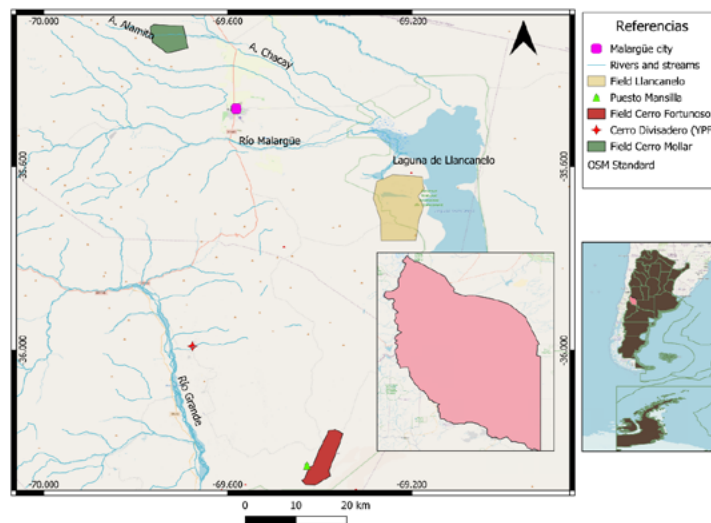 -70.000
-69.600
-69.200
A. Alamito
A. Chacay
Río Malargüe
Laguna de Llancanelo
-35.600
-35.600
-36.000
-36.000
Río Grande
-70.000
-69.600
-69.200
0 10 20 km
Referencias
Malargüe city
Rivers and streams
Field Llancanelo
Puesto Mansilla
Field Cerro Fortunoso
Cerro Divisadero (YPF)
Field Cerro Mollar
OSM Standard